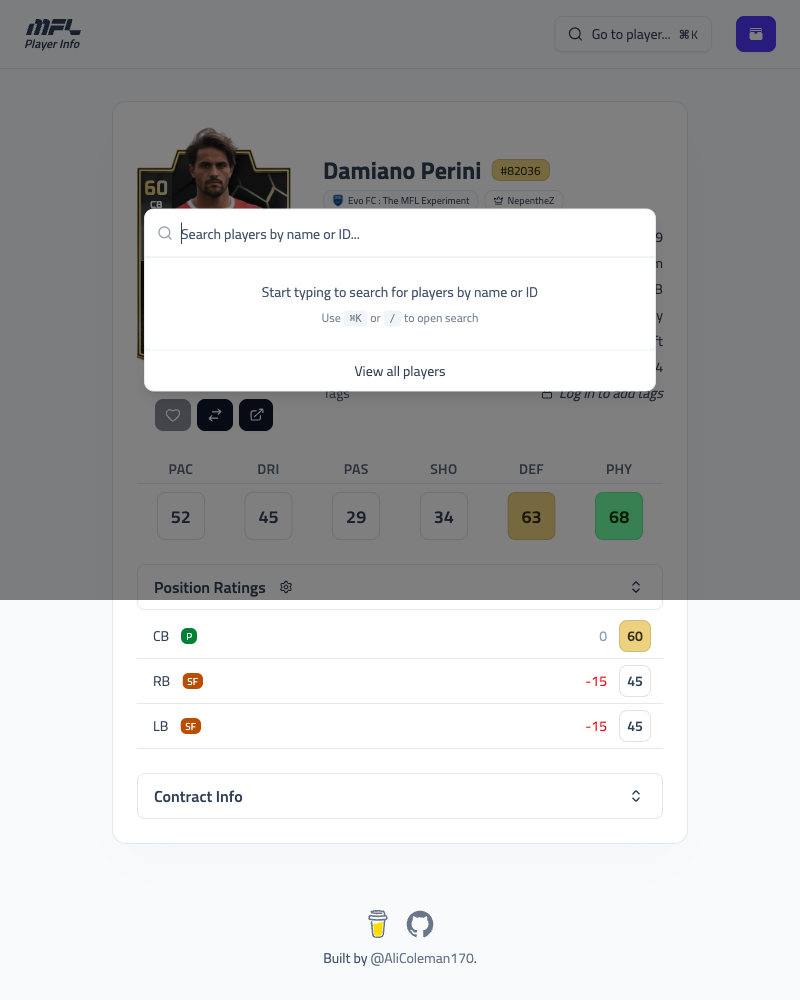 MFL
Player Info
Go to player... ⌘K
60
CB
Damiano Perini #82036
Evo FC : The MFL Experiment NepentheZ
Search players by name or ID...
Start typing to search for players by name or ID
Use ⌘K or / to open search
View all players
9
m
B
y
ft
4
Tags Log in to add tags
PAC DRI PAS SHO DEF PHY
52 45 29 34 63 68
Position Ratings
CB P 0 60
RB SF -15 45
LB SF -15 45
Contract Info
Built by @AliColeman170.